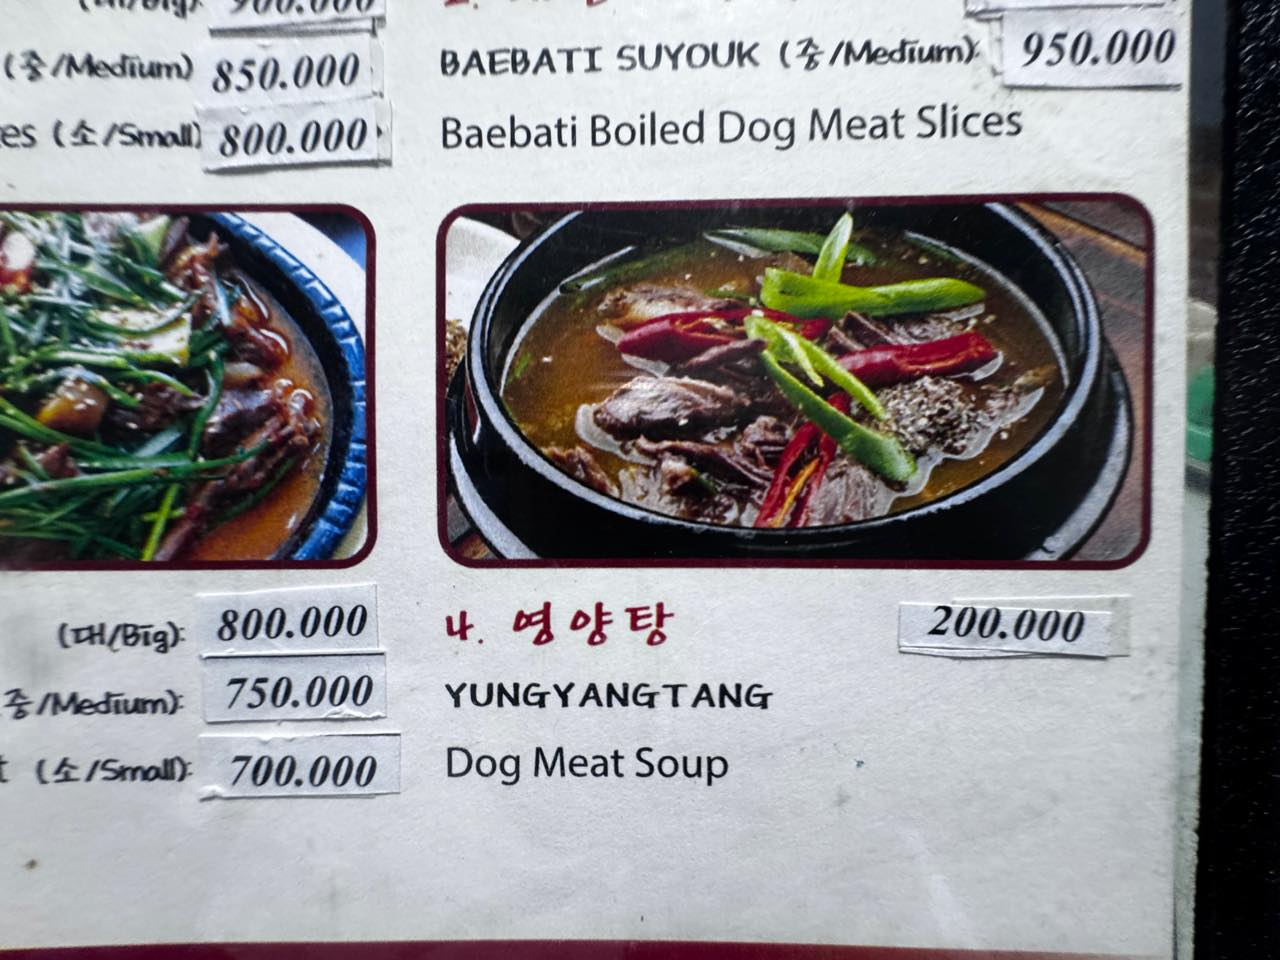 900.000
(중/Medium) 850.000
es (소/Small) 800.000
BAEBATI SUYOUK (중/Medium): 950.000
Baebati Boiled Dog Meat Slices
(대/Big): 800.000
중/Medium): 750.000
(소/Small): 700.000
4. 영양탕 200.000
YUNGYANGTANG
Dog Meat Soup